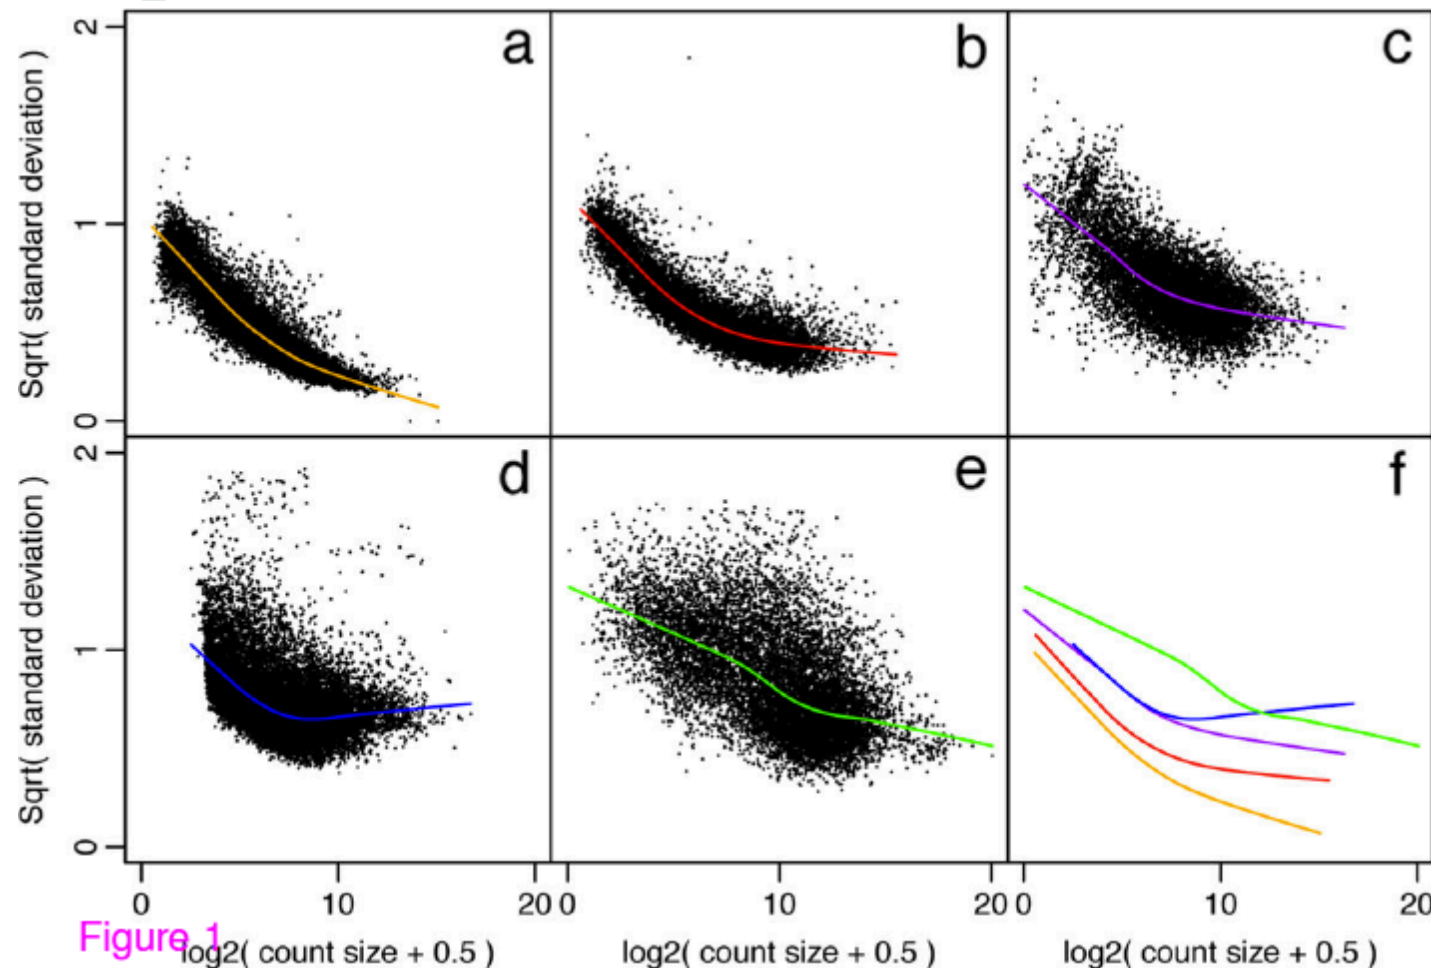 a b c
Sqrt( standard deviation )
2
1
0
d e f
Sqrt( standard deviation )
2
1
0
0 10 20 0 10 20 0 10 20
log2( count size + 0.5 ) log2( count size + 0.5 ) log2( count size + 0.5 )
Figure 1